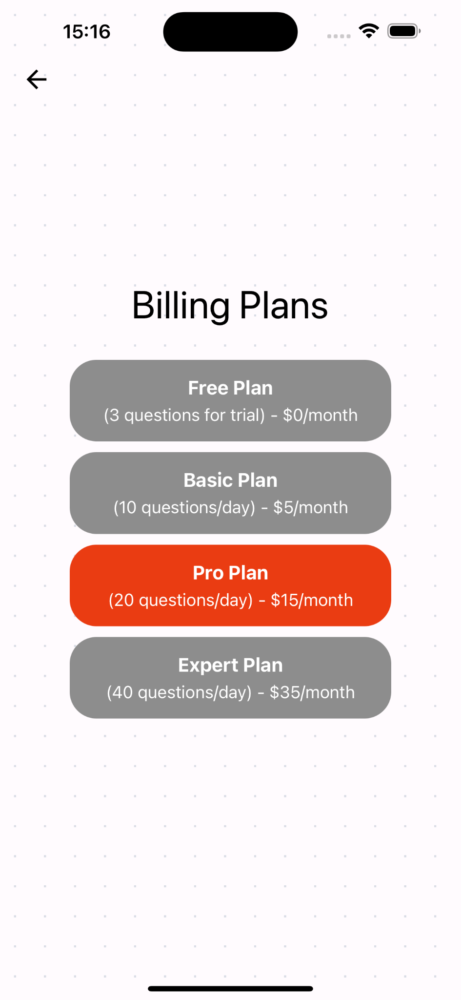 15:16
Billing Plans
Free Plan
(3 questions for trial) - $0/month
Basic Plan
(10 questions/day) - $5/month
Pro Plan
(20 questions/day) - $15/month
Expert Plan
(40 questions/day) - $35/month